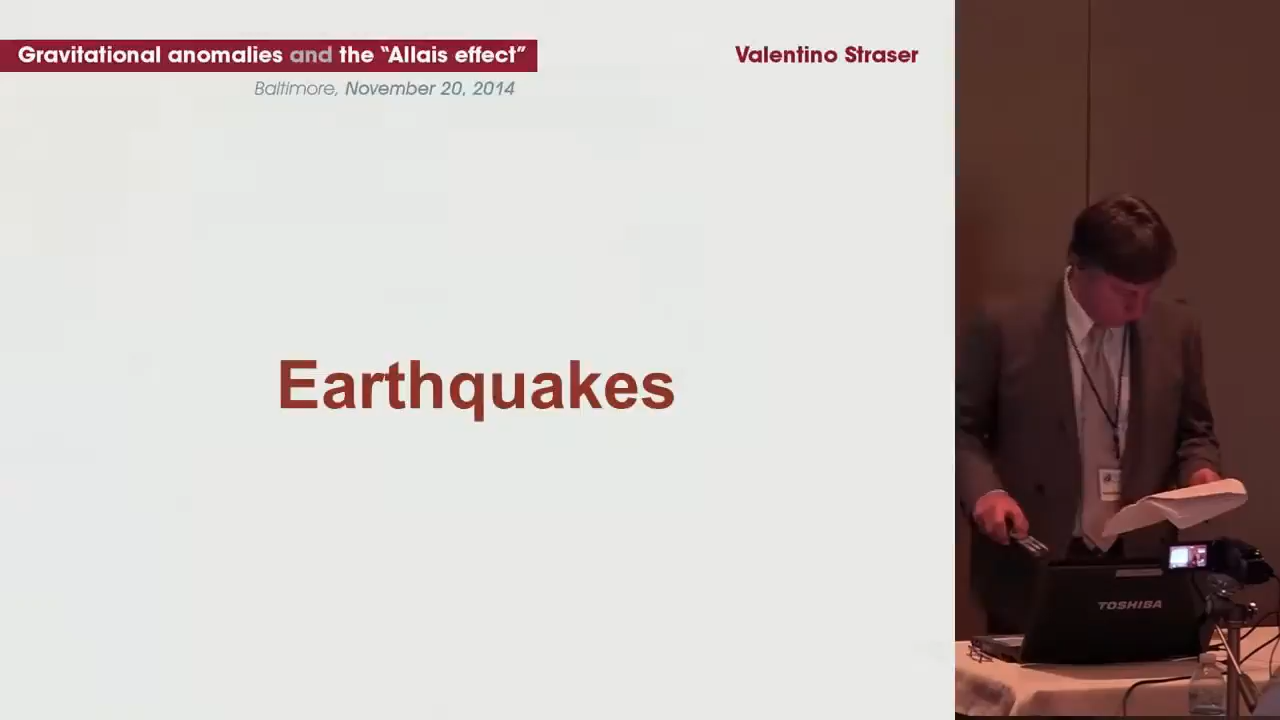 Gravitational anomalies and the “Allais effect”
Valentino Straser
Baltimore, November 20, 2014
Earthquakes
TOSHIBA